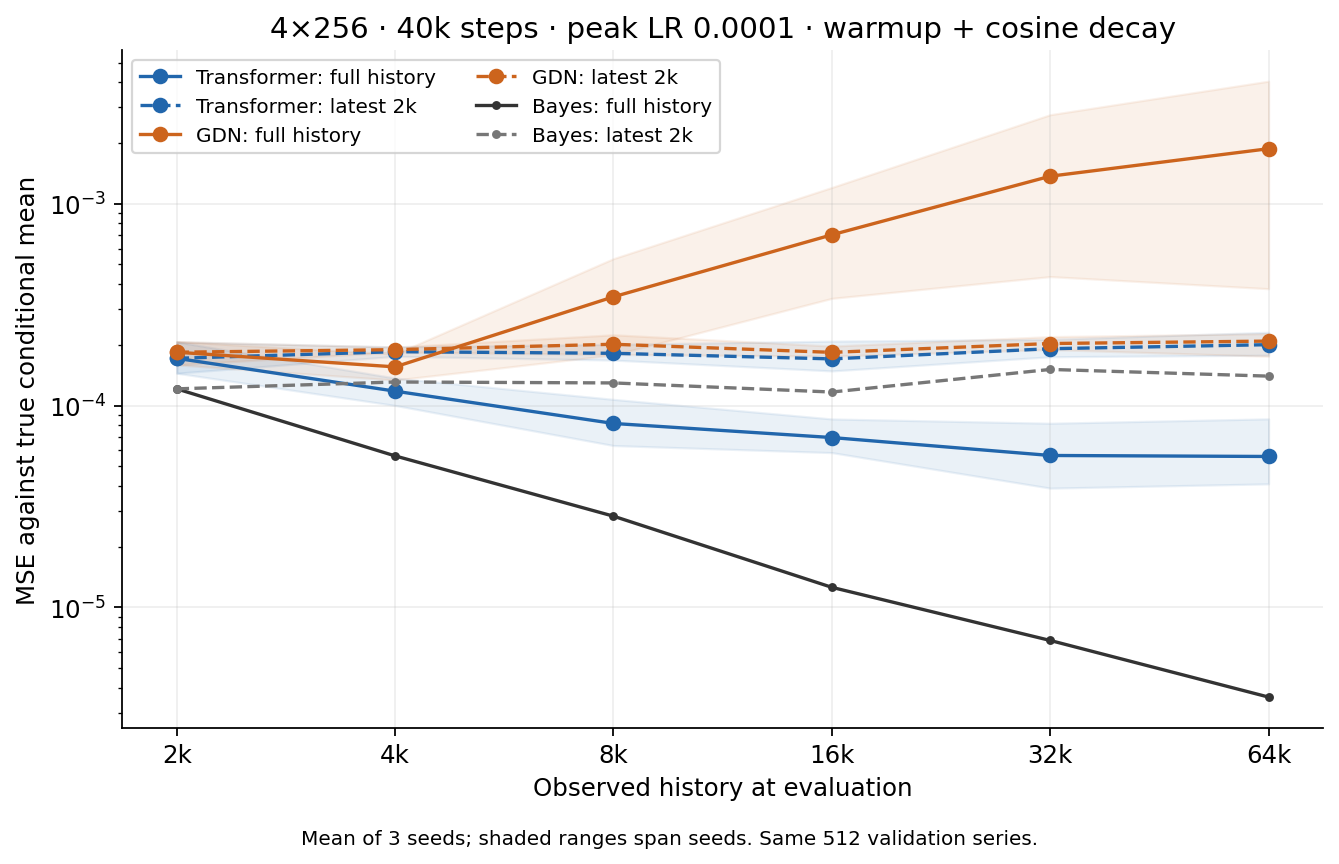 4×256 · 40k steps · peak LR 0.0001 · warmup + cosine decay
Transformer: full history
Transformer: latest 2k
GDN: full history
GDN: latest 2k
Bayes: full history
Bayes: latest 2k
MSE against true conditional mean
10⁻³
10⁻⁴
10⁻⁵
2k 4k 8k 16k 32k 64k
Observed history at evaluation
Mean of 3 seeds; shaded ranges span seeds. Same 512 validation series.